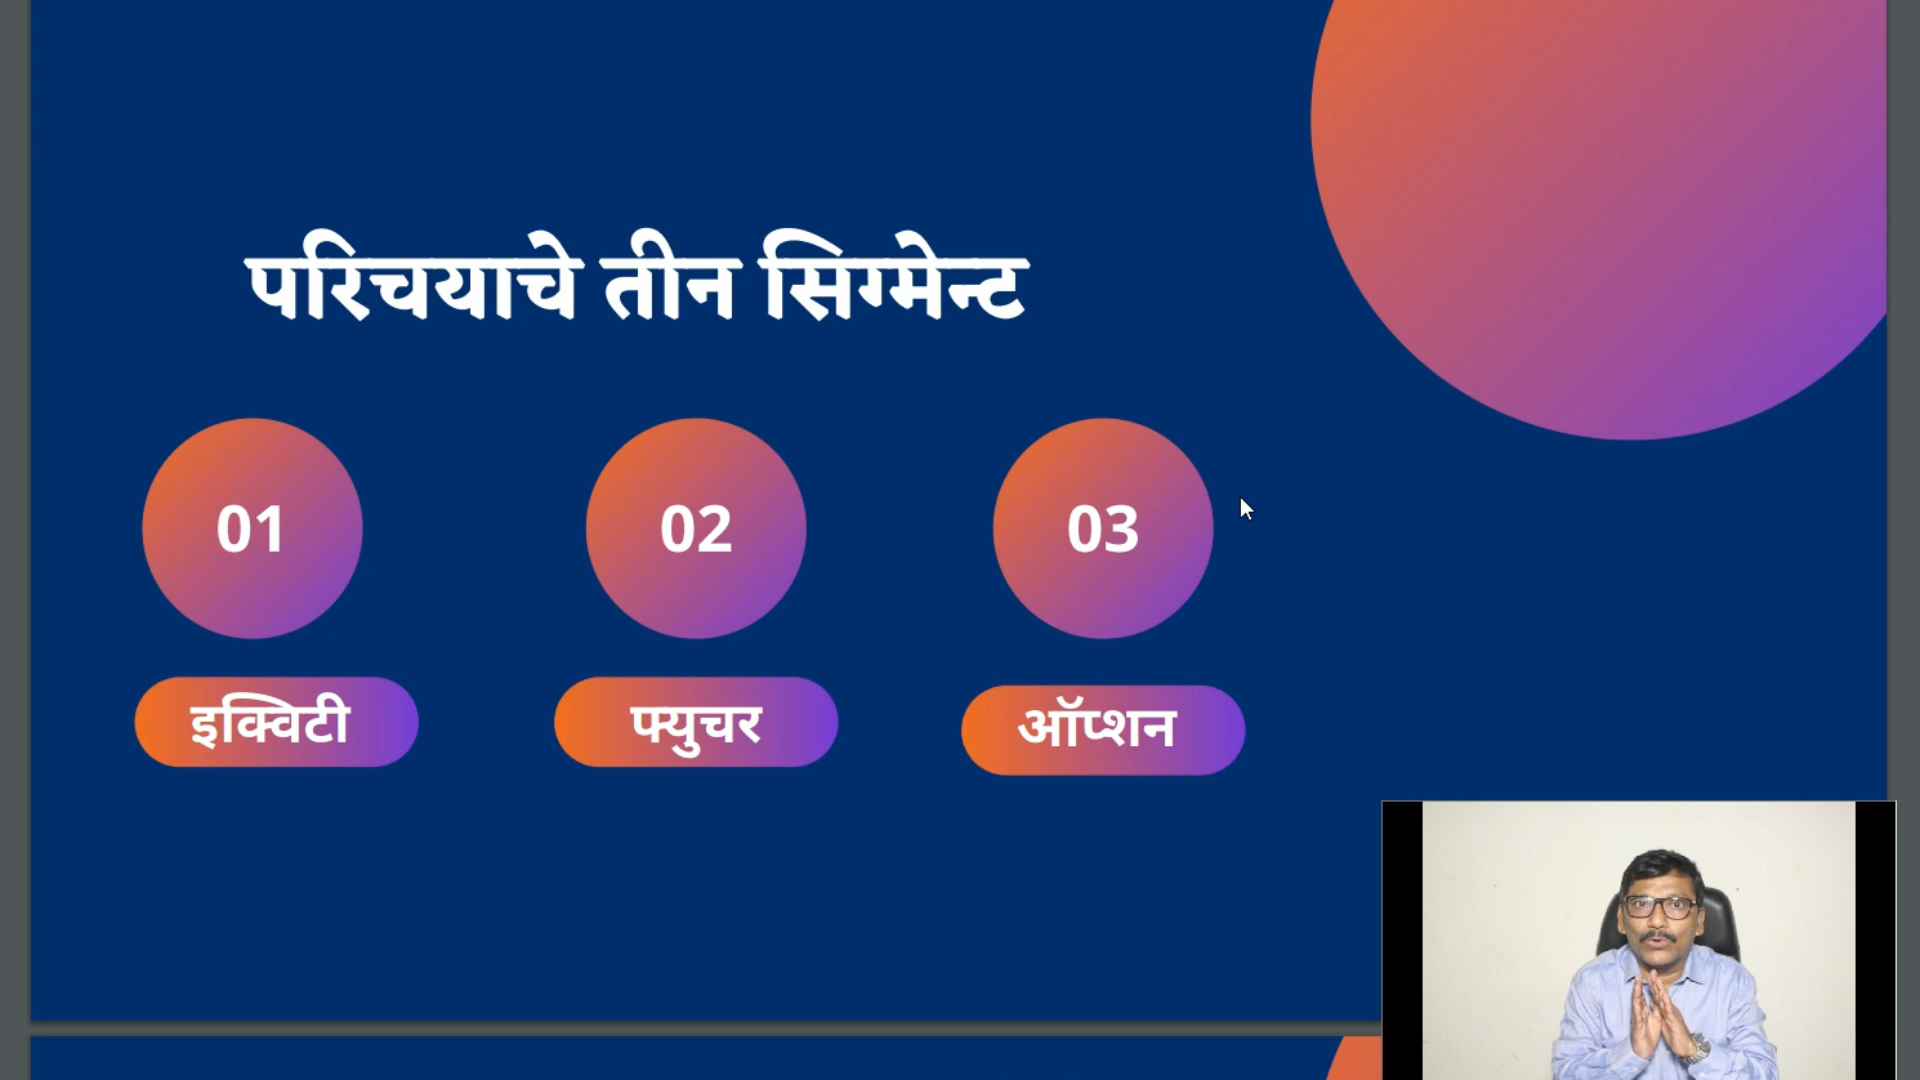 परिचयाचे तीन सिग्मेन्ट
01
02
03
इक्विटी
फ्युचर
ऑप्शन